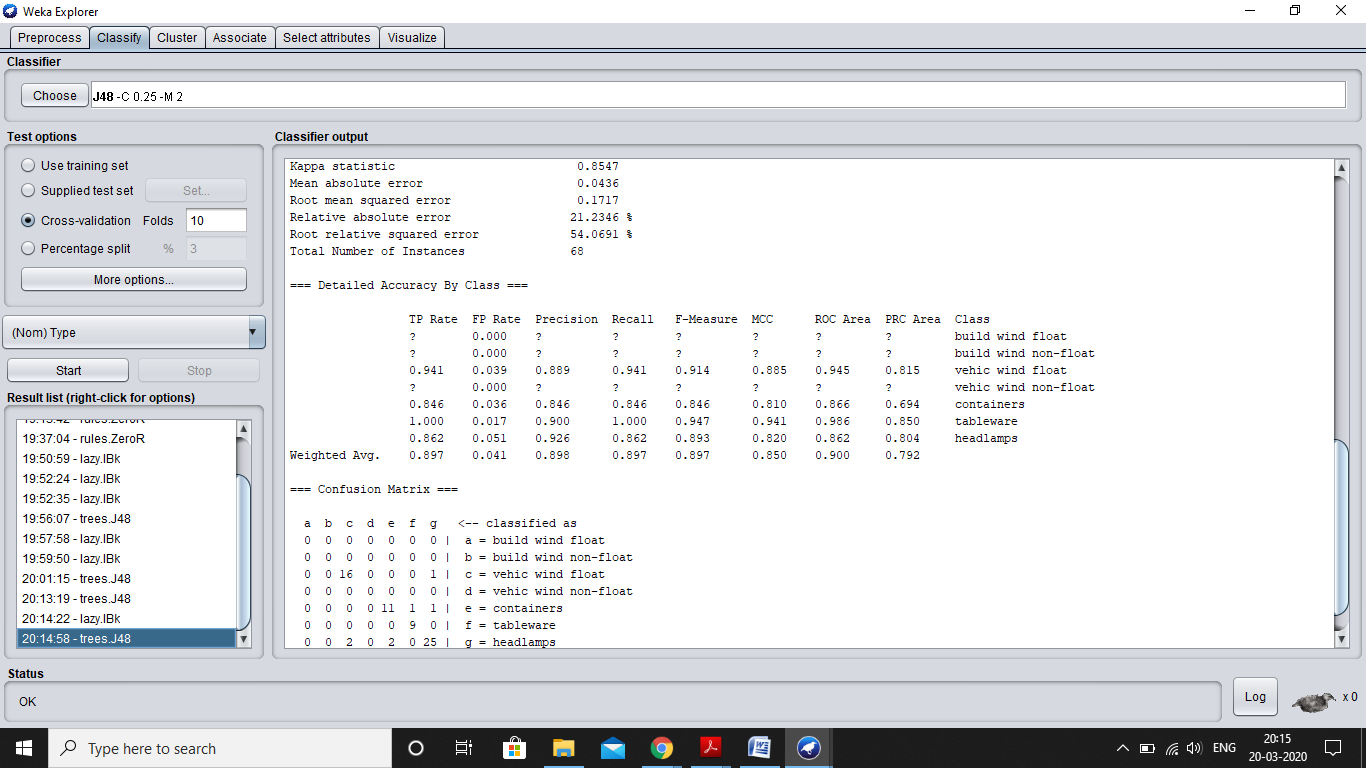 Weka Explorer
Preprocess Classify Cluster Associate Select attributes Visualize
Classifier
Choose J48 -C 0.25 -M 2
Test options
Use training set
Supplied test set Set...
Cross-validation Folds 10
Percentage split % 3
More options...
(Nom) Type
Start Stop
Result list (right-click for options)
19:37:04 - rules.ZeroR
19:50:59 - lazy.IBk
19:52:24 - lazy.IBk
19:52:35 - lazy.IBk
19:56:07 - trees.J48
19:57:58 - lazy.IBk
19:59:50 - lazy.IBk
20:01:15 - trees.J48
20:13:19 - trees.J48
20:14:22 - lazy.IBk
20:14:58 - trees.J48
Classifier output
Kappa statistic 0.8547
Mean absolute error 0.0436
Root mean squared error 0.1717
Relative absolute error 21.2346 %
Root relative squared error 54.0691 %
Total Number of Instances 68
=== Detailed Accuracy By Class ===
TP Rate FP Rate Precision Recall F-Measure MCC ROC Area PRC Area Class
? 0.000 ? ? ? ? ? ? build wind float
? 0.000 ? ? ? ? ? ? build wind non-float
0.941 0.039 0.889 0.941 0.914 0.885 0.945 0.815 vehic wind float
? 0.000 ? ? ? ? ? ? vehic wind non-float
0.846 0.036 0.846 0.846 0.846 0.810 0.866 0.694 containers
1.000 0.017 0.900 1.000 0.947 0.941 0.986 0.850 tableware
0.862 0.051 0.926 0.862 0.893 0.820 0.862 0.804 headlamps
Weighted Avg. 0.897 0.041 0.898 0.897 0.897 0.850 0.900 0.792
=== Confusion Matrix ===
a b c d e f g <-- classified as
0 0 0 0 0 0 0 | a = build wind float
0 0 0 0 0 0 0 | b = build wind non-float
0 0 16 0 0 0 1 | c = vehic wind float
0 0 0 0 0 0 0 | d = vehic wind non-float
0 0 0 0 11 1 1 | e = containers
0 0 0 0 0 9 0 | f = tableware
0 0 2 0 2 0 25 | g = headlamps
Status
OK
Log x 0
Type here to search
ENG
20:15
20-03-2020